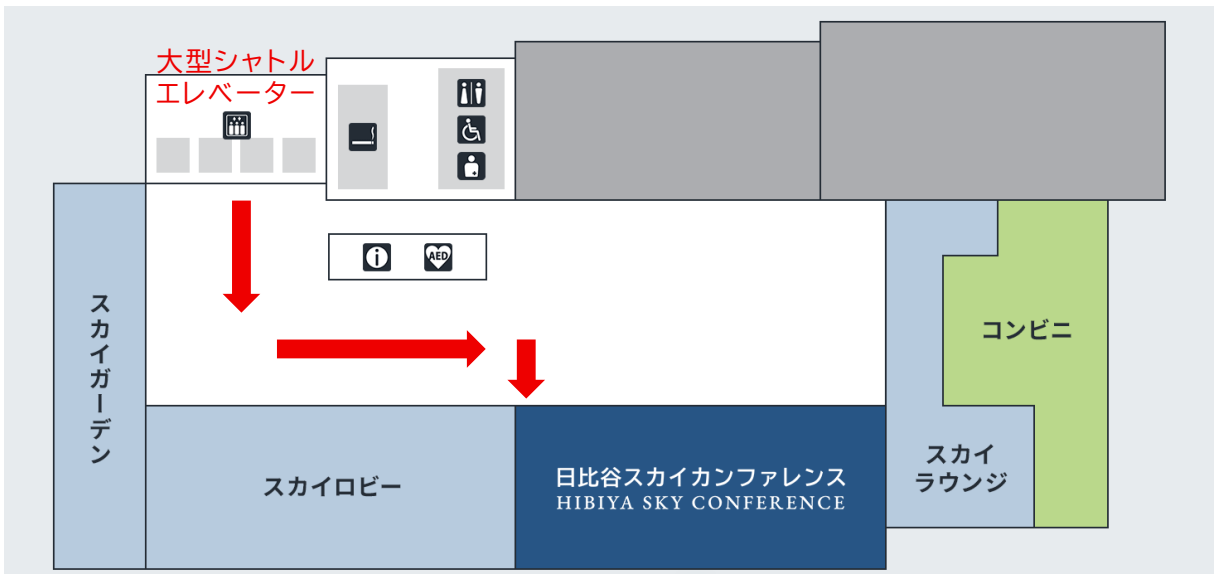 大型シャトル
エレベーター
AED
スカイガーデン
コンビニ
スカイロビー
日比谷スカイカンファレンス
HIBIYA SKY CONFERENCE
スカイ
ラウンジ